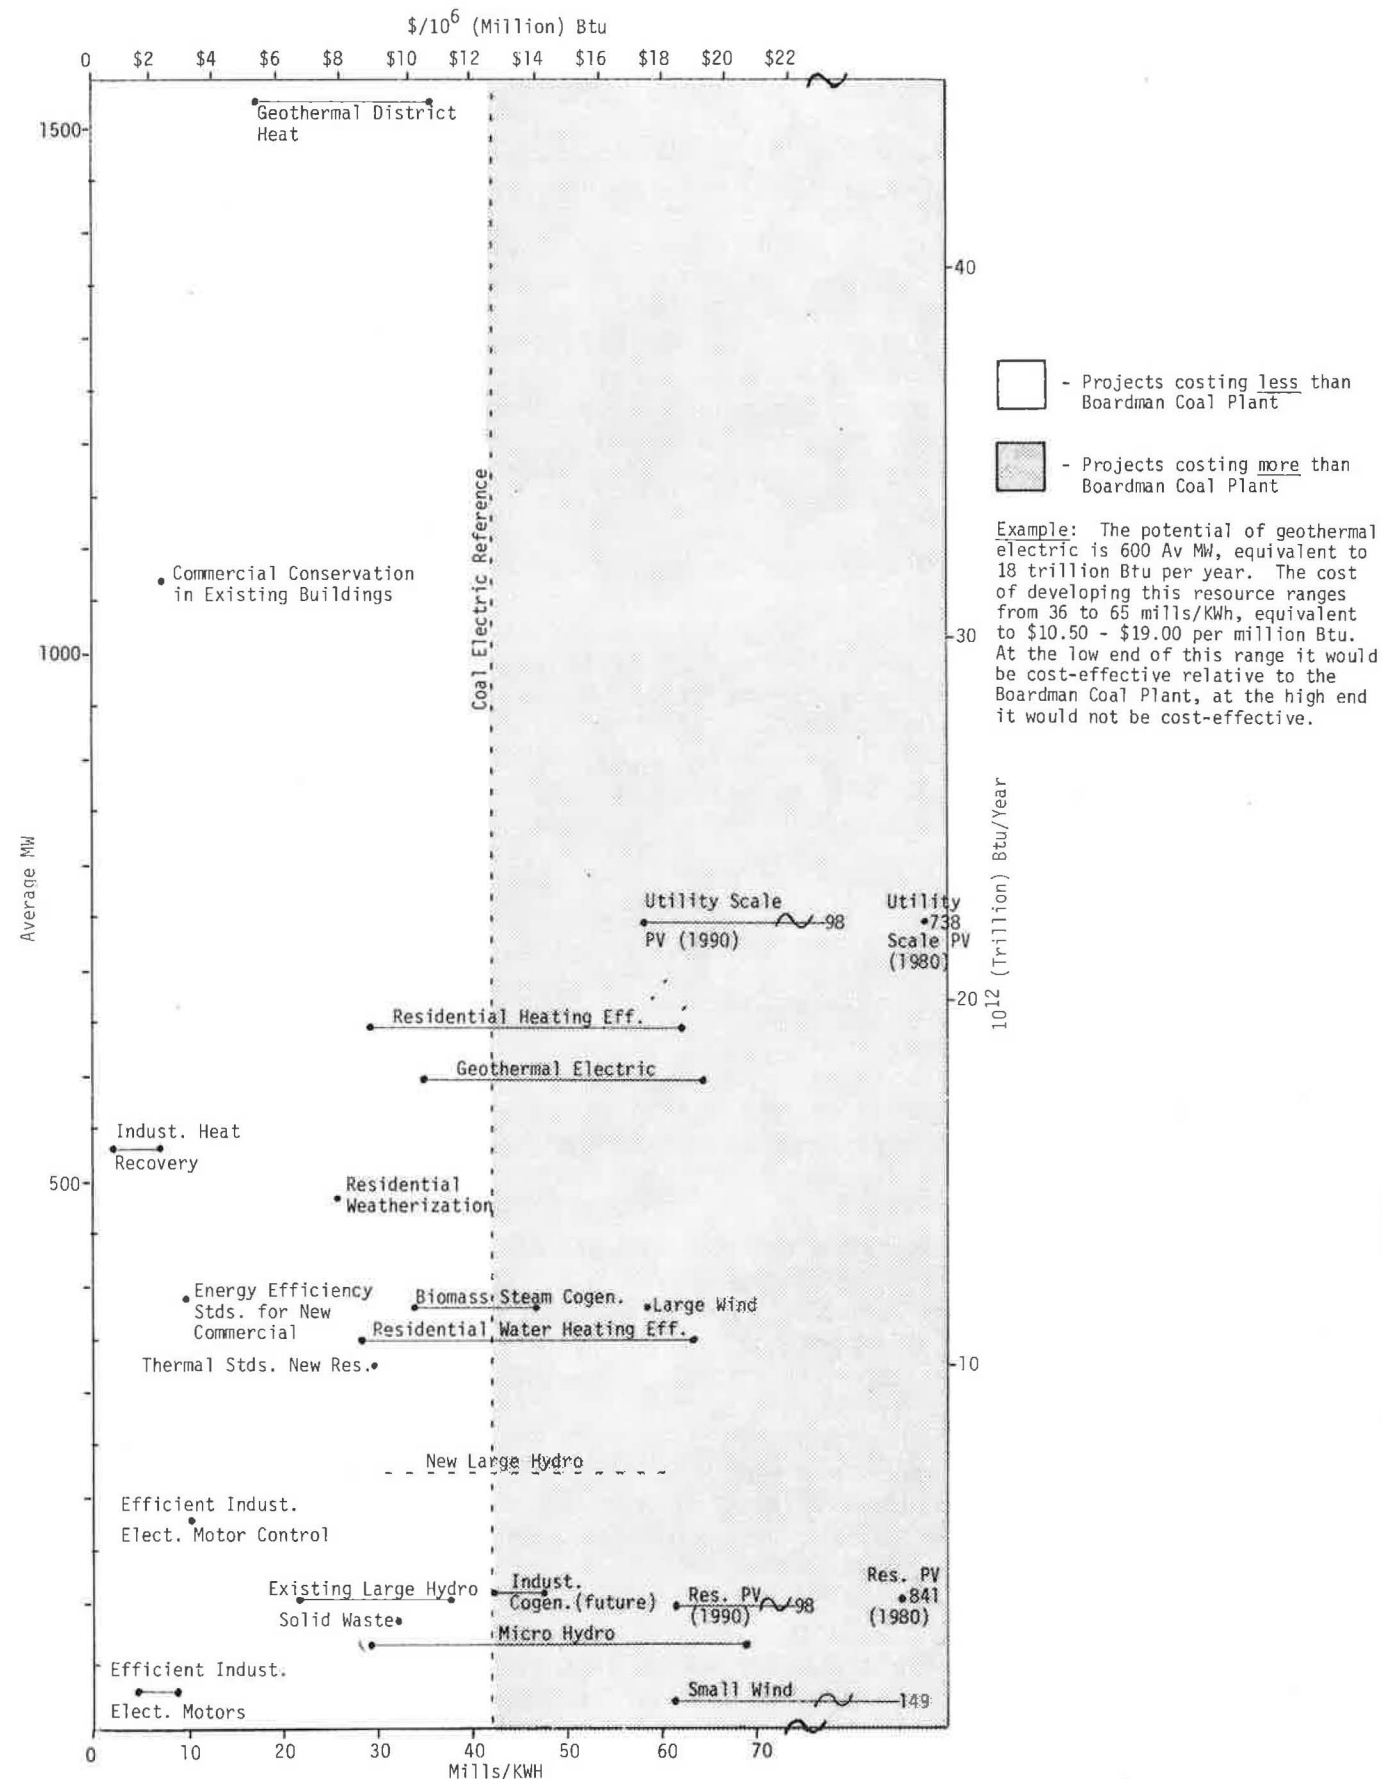 $/10⁶ (Million) Btu
0 $2 $4 $6 $8 $10 $12 $14 $16 $18 $20 $22
Geothermal District
Heat
1500
40
- Projects costing less than
Boardman Coal Plant
- Projects costing more than
Boardman Coal Plant
Coal Electric Reference
Example: The potential of geothermal
electric is 600 Av MW, equivalent to
18 trillion Btu per year. The cost
of developing this resource ranges
from 36 to 65 mills/KWh, equivalent
to $10.50 - $19.00 per million Btu.
At the low end of this range it would
be cost-effective relative to the
Boardman Coal Plant, at the high end
it would not be cost-effective.
Commercial Conservation
in Existing Buildings
30
1000
Average MW
10¹² (Trillion) Btu/Year
Utility Scale
98
PV (1990)
Utility
738
Scale PV
(1980)
20
Residential Heating Eff.
Geothermal Electric
Indust. Heat
Recovery
500
Residential
Weatherization
Energy Efficiency
Stds. for New
Commercial
Biomass Steam Cogen.
Large Wind
Residential Water Heating Eff.
Thermal Stds. New Res.
10
New Large Hydro
Efficient Indust.
Elect. Motor Control
Existing Large Hydro
Indust.
Cogen.(future)
Res. PV
98
(1990)
Res. PV
841
(1980)
Solid Waste
Micro Hydro
Efficient Indust.
Elect. Motors
Small Wind
149
0 10 20 30 40 50 60 70
Mills/KWH